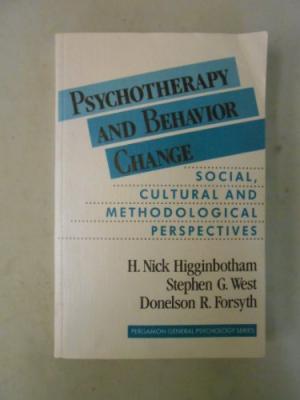 PSYCHOTHERAPY
AND BEHAVIOR
CHANGE
SOCIAL,
CULTURAL AND
METHODOLOGICAL
PERSPECTIVES
H. Nick Higginbotham
Stephen G. West
Donelson R. Forsyth
PERGAMON GENERAL PSYCHOLOGY SERIES